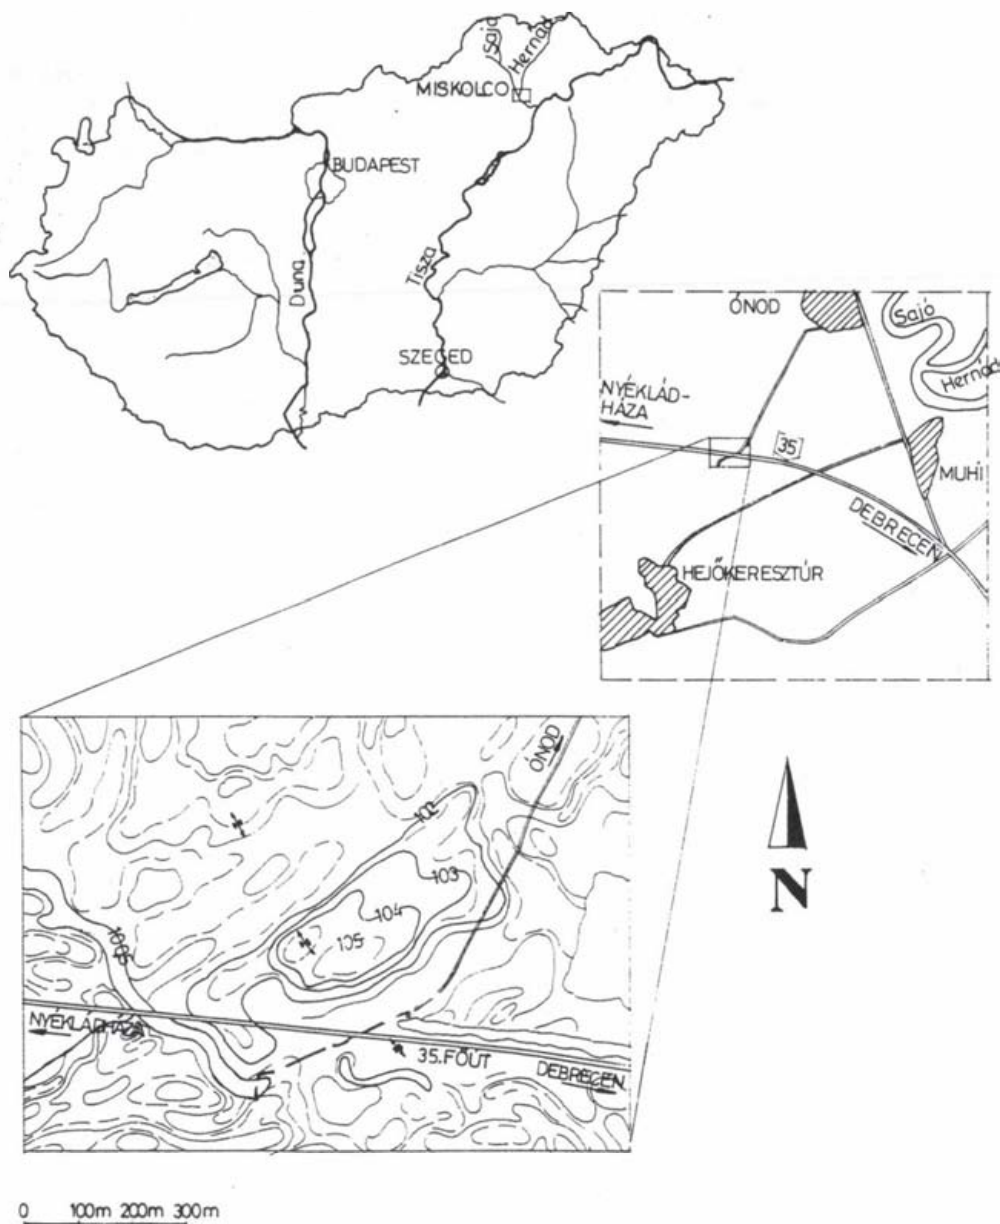 Sajó
Hernád
MISKOLC
BUDAPEST
Duna
Tisza
SZEGED
ÓNOD
Sajó
Hernád
NYÉKLÁD-
HÁZA
35
MUHI
DEBRECEN
HEJŐKERESZTÚR
ÓNOD
102
103
104
105
NYÉKLÁDHÁZA
35.FŐÚT
DEBRECEN
N
0 100m 200m 300m